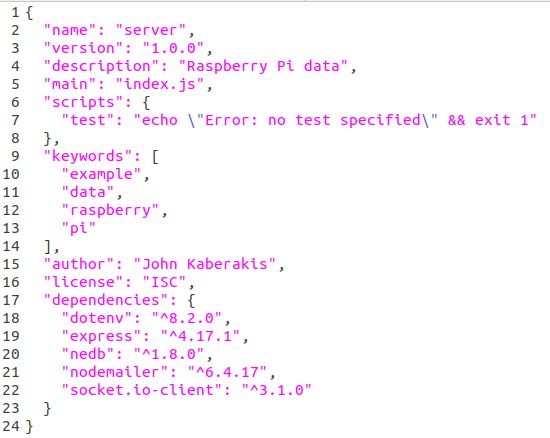 1 {
2   "name": "server",
3   "version": "1.0.0",
4   "description": "Raspberry Pi data",
5   "main": "index.js",
6   "scripts": {
7     "test": "echo \"Error: no test specified\" && exit 1"
8   },
9   "keywords": [
10     "example",
11     "data",
12     "raspberry",
13     "pi"
14   ],
15   "author": "John Kaberakis",
16   "license": "ISC",
17   "dependencies": {
18     "dotenv": "^8.2.0",
19     "express": "^4.17.1",
20     "nedb": "^1.8.0",
21     "nodemailer": "^6.4.17",
22     "socket.io-client": "^3.1.0"
23   }
24 }